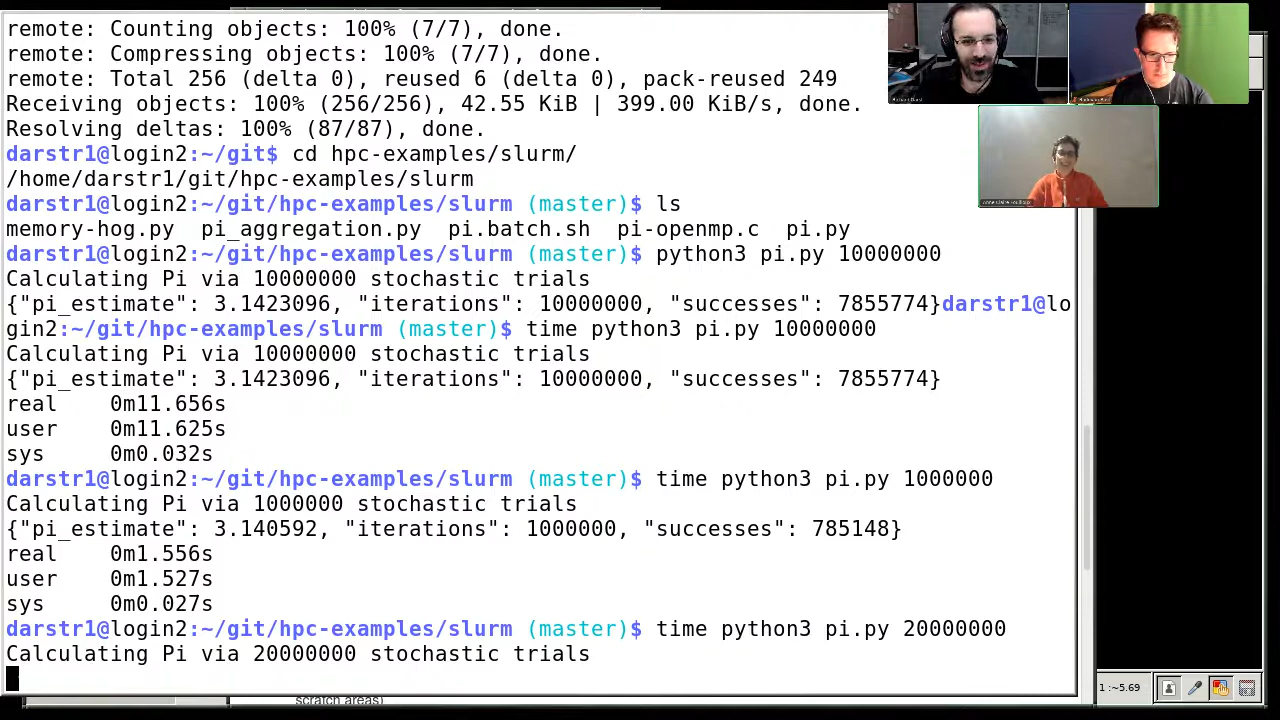 remote: Counting objects: 100% (7/7), done.
remote: Compressing objects: 100% (7/7), done.
remote: Total 256 (delta 0), reused 6 (delta 0), pack-reused 249
Receiving objects: 100% (256/256), 42.55 KiB | 399.00 KiB/s, done.
Resolving deltas: 100% (87/87), done.
darstr1@login2:~/git$ cd hpc-examples/slurm/
/home/darstr1/git/hpc-examples/slurm
darstr1@login2:~/git/hpc-examples/slurm (master)$ ls
memory-hog.py  pi_aggregation.py  pi.batch.sh  pi-openmp.c  pi.py
darstr1@login2:~/git/hpc-examples/slurm (master)$ python3 pi.py 10000000
Calculating Pi via 10000000 stochastic trials
{"pi_estimate": 3.1423096, "iterations": 10000000, "successes": 7855774}darstr1@lo
gin2:~/git/hpc-examples/slurm (master)$ time python3 pi.py 10000000
Calculating Pi via 10000000 stochastic trials
{"pi_estimate": 3.1423096, "iterations": 10000000, "successes": 7855774}
real    0m11.656s
user    0m11.625s
sys     0m0.032s
darstr1@login2:~/git/hpc-examples/slurm (master)$ time python3 pi.py 1000000
Calculating Pi via 1000000 stochastic trials
{"pi_estimate": 3.140592, "iterations": 1000000, "successes": 785148}
real    0m1.556s
user    0m1.527s
sys     0m0.027s
darstr1@login2:~/git/hpc-examples/slurm (master)$ time python3 pi.py 20000000
Calculating Pi via 20000000 stochastic trials
1 :~5.69
scratch areas)